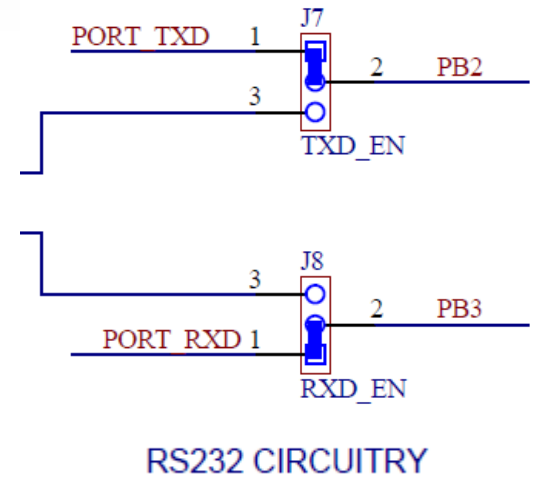 J7
PORT_TXD 1
2 PB2
3
TXD_EN
J8
3
2 PB3
PORT_RXD 1
RXD_EN
RS232 CIRCUITRY